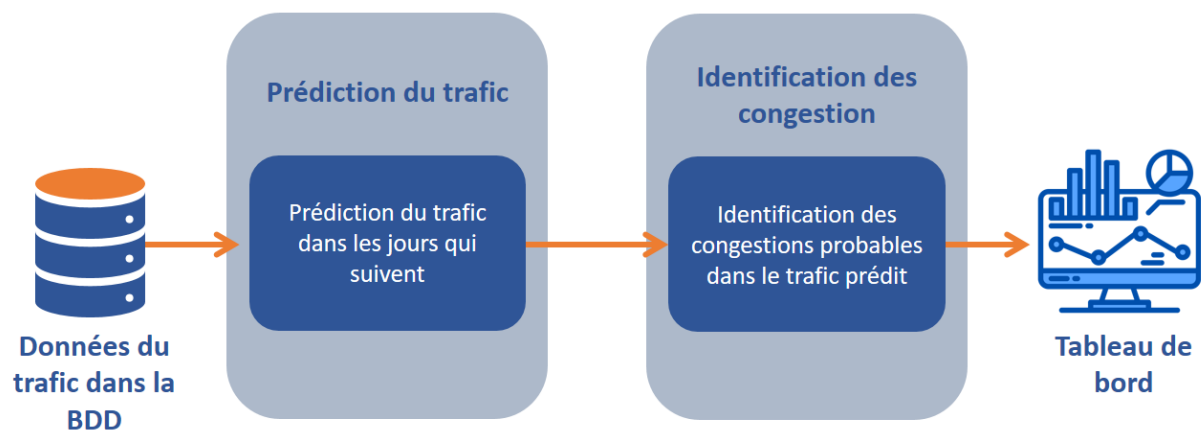 Données du
trafic dans la
BDD
Prédiction du trafic
Prédiction du trafic
dans les jours qui
suivent
Identification des
congestion
Identification des
congestions probables
dans le trafic prédit
Tableau de
bord